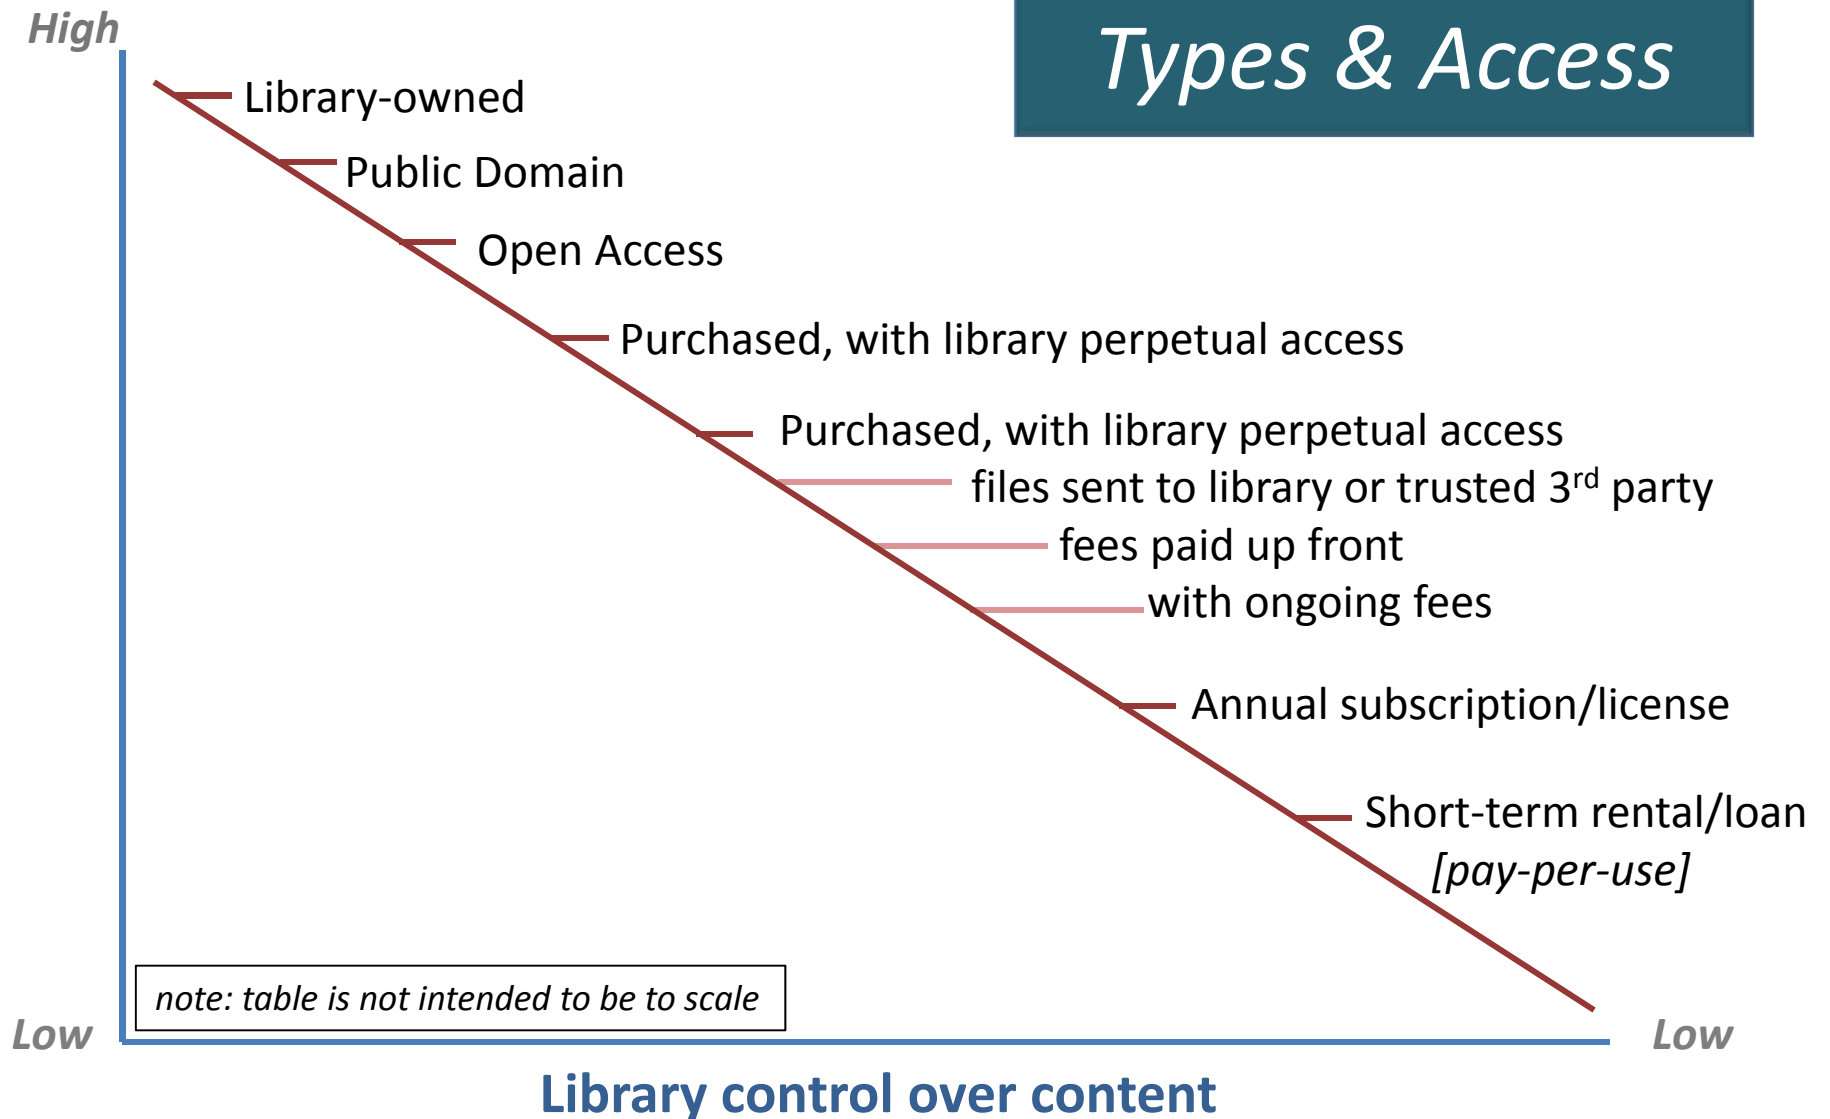 High
Types & Access
Library-owned
Public Domain
Open Access
Purchased, with library perpetual access
Purchased, with library perpetual access
files sent to library or trusted 3rd party
fees paid up front
with ongoing fees
Annual subscription/license
Short-term rental/loan
[pay-per-use]
note: table is not intended to be to scale
Low
Low
Library control over content